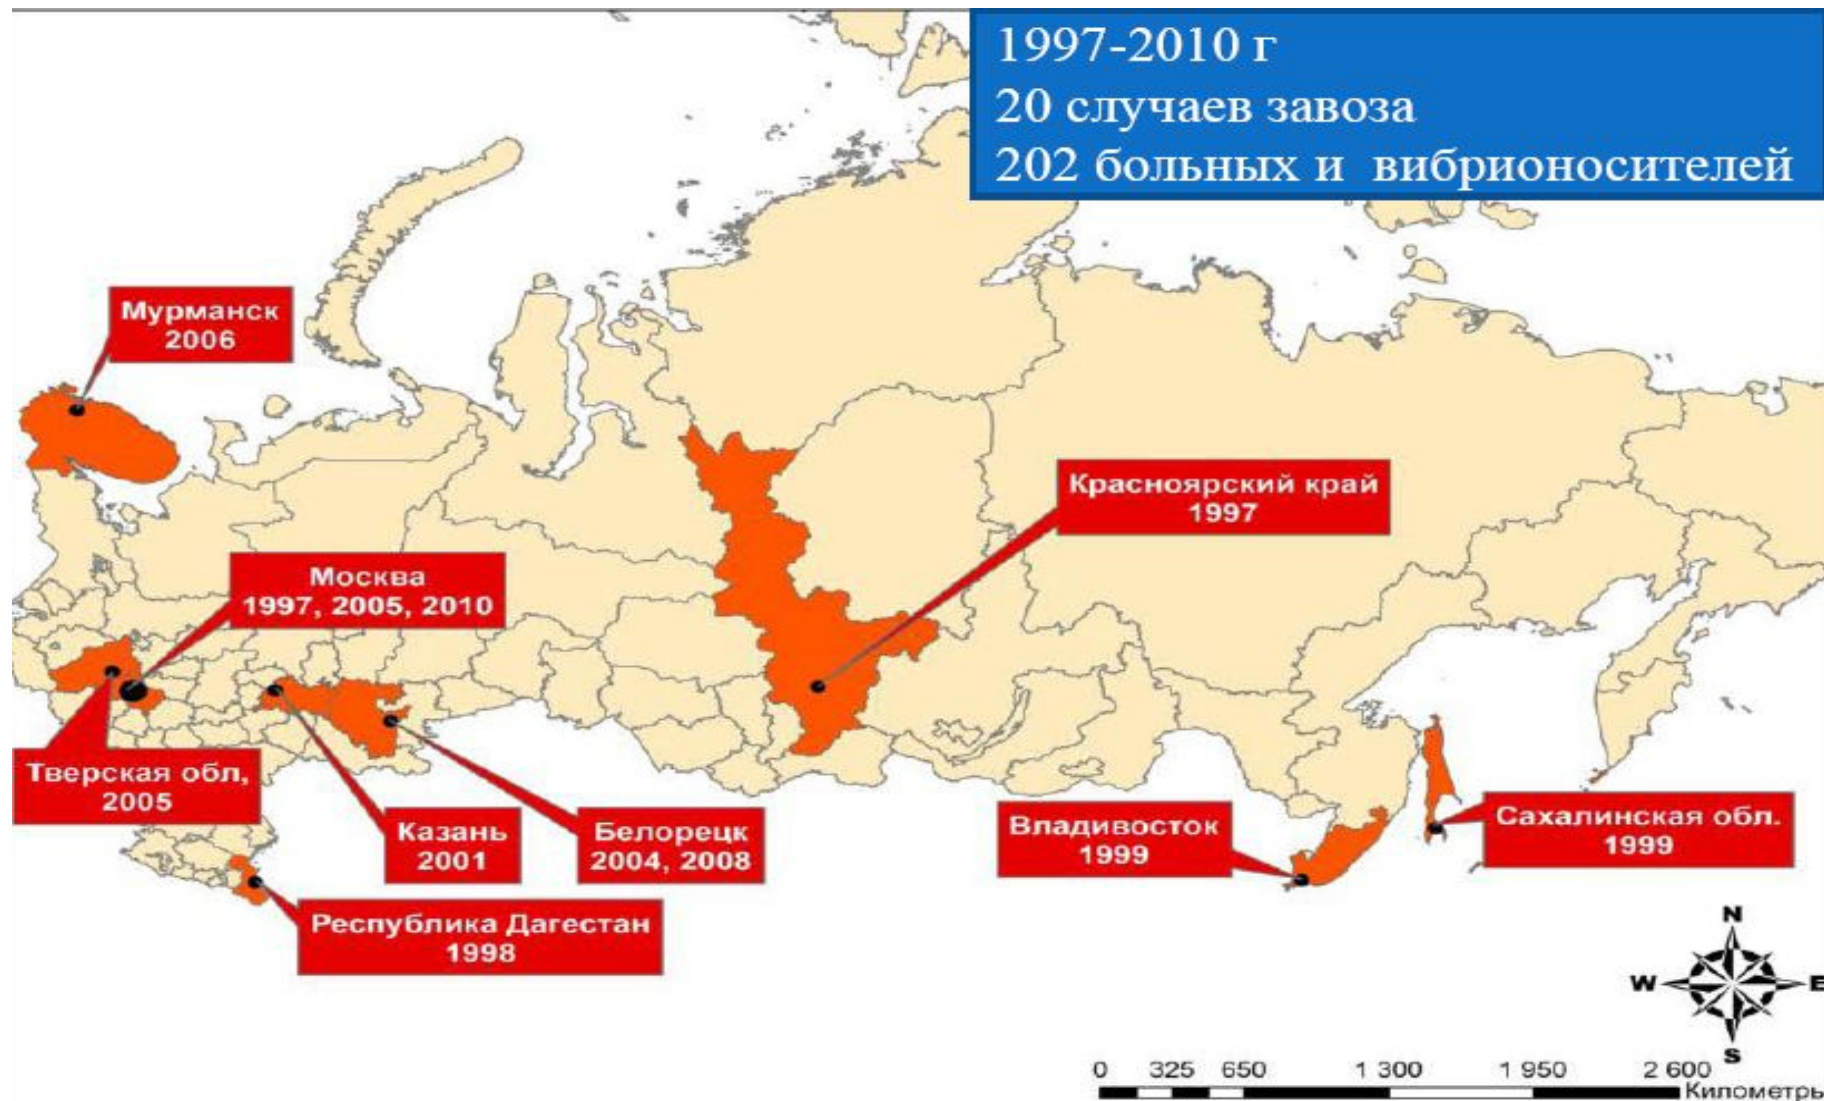 1997-2010 г
20 случаев завоза
202 больных и вибрионосителей
Мурманск
2006
Красноярский край
1997
Москва
1997, 2005, 2010
Тверская обл,
2005
Казань
2001
Белорецк
2004, 2008
Владивосток
1999
Сахалинская обл.
1999
Республика Дагестан
1998
N
W E
S
0 325 650 1 300 1 950 2 600
Километры